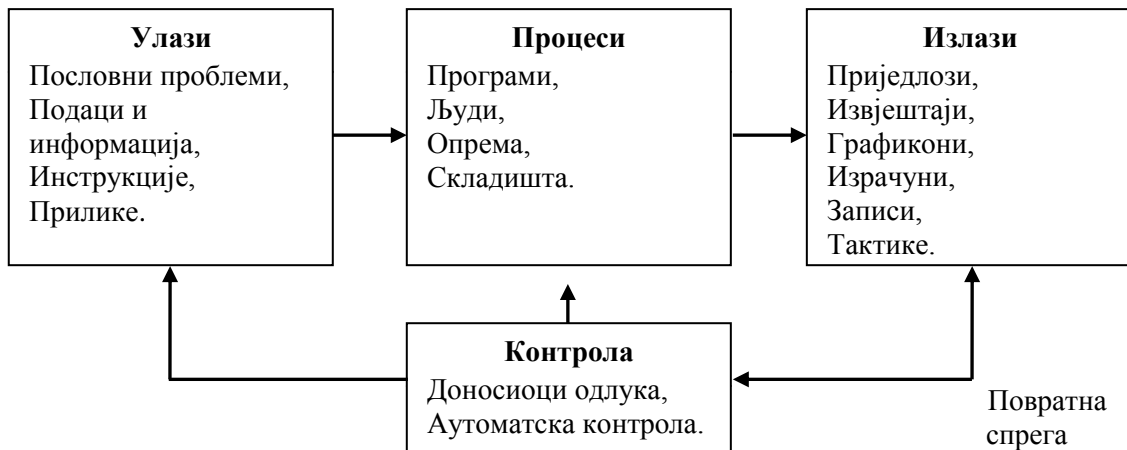 Улази
Пословни проблеми,
Подаци и
информација,
Инструкције,
Прилике.
Процеси
Програми,
Људи,
Опрема,
Складишта.
Излази
Приједлози,
Извјештаји,
Графикони,
Израчуни,
Записи,
Тактике.
Контрола
Доносиоци одлука,
Аутоматска контрола.
Повратна
спрега